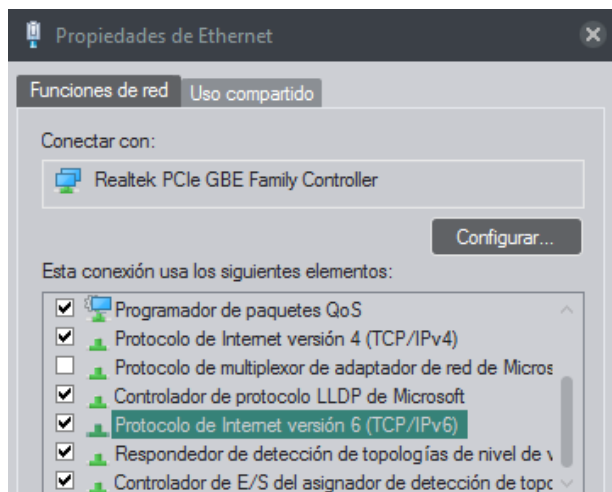 Propiedades de Ethernet
Funciones de red Uso compartido
Conectar con:
Realtek PCIe GBE Family Controller
Configurar...
Esta conexión usa los siguientes elementos:
Programador de paquetes QoS
Protocolo de Internet versión 4 (TCP/IPv4)
Protocolo de multiplexor de adaptador de red de Micros
Controlador de protocolo LLDP de Microsoft
Protocolo de Internet versión 6 (TCP/IPv6)
Respondedor de detección de topologías de nivel de v
Controlador de E/S del asignador de detección de topc